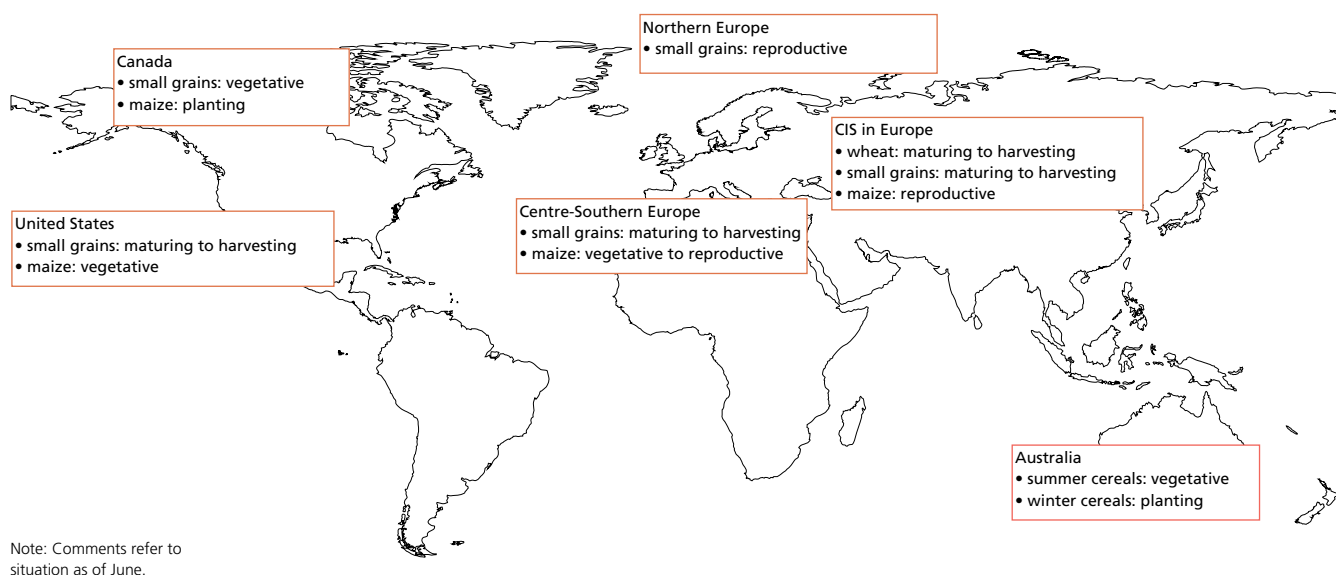 Northern Europe
• small grains: reproductive
Canada
• small grains: vegetative
• maize: planting
CIS in Europe
• wheat: maturing to harvesting
• small grains: maturing to harvesting
• maize: reproductive
United States
• small grains: maturing to harvesting
• maize: vegetative
Centre-Southern Europe
• small grains: maturing to harvesting
• maize: vegetative to reproductive
Australia
• summer cereals: vegetative
• winter cereals: planting
Note: Comments refer to
situation as of June.